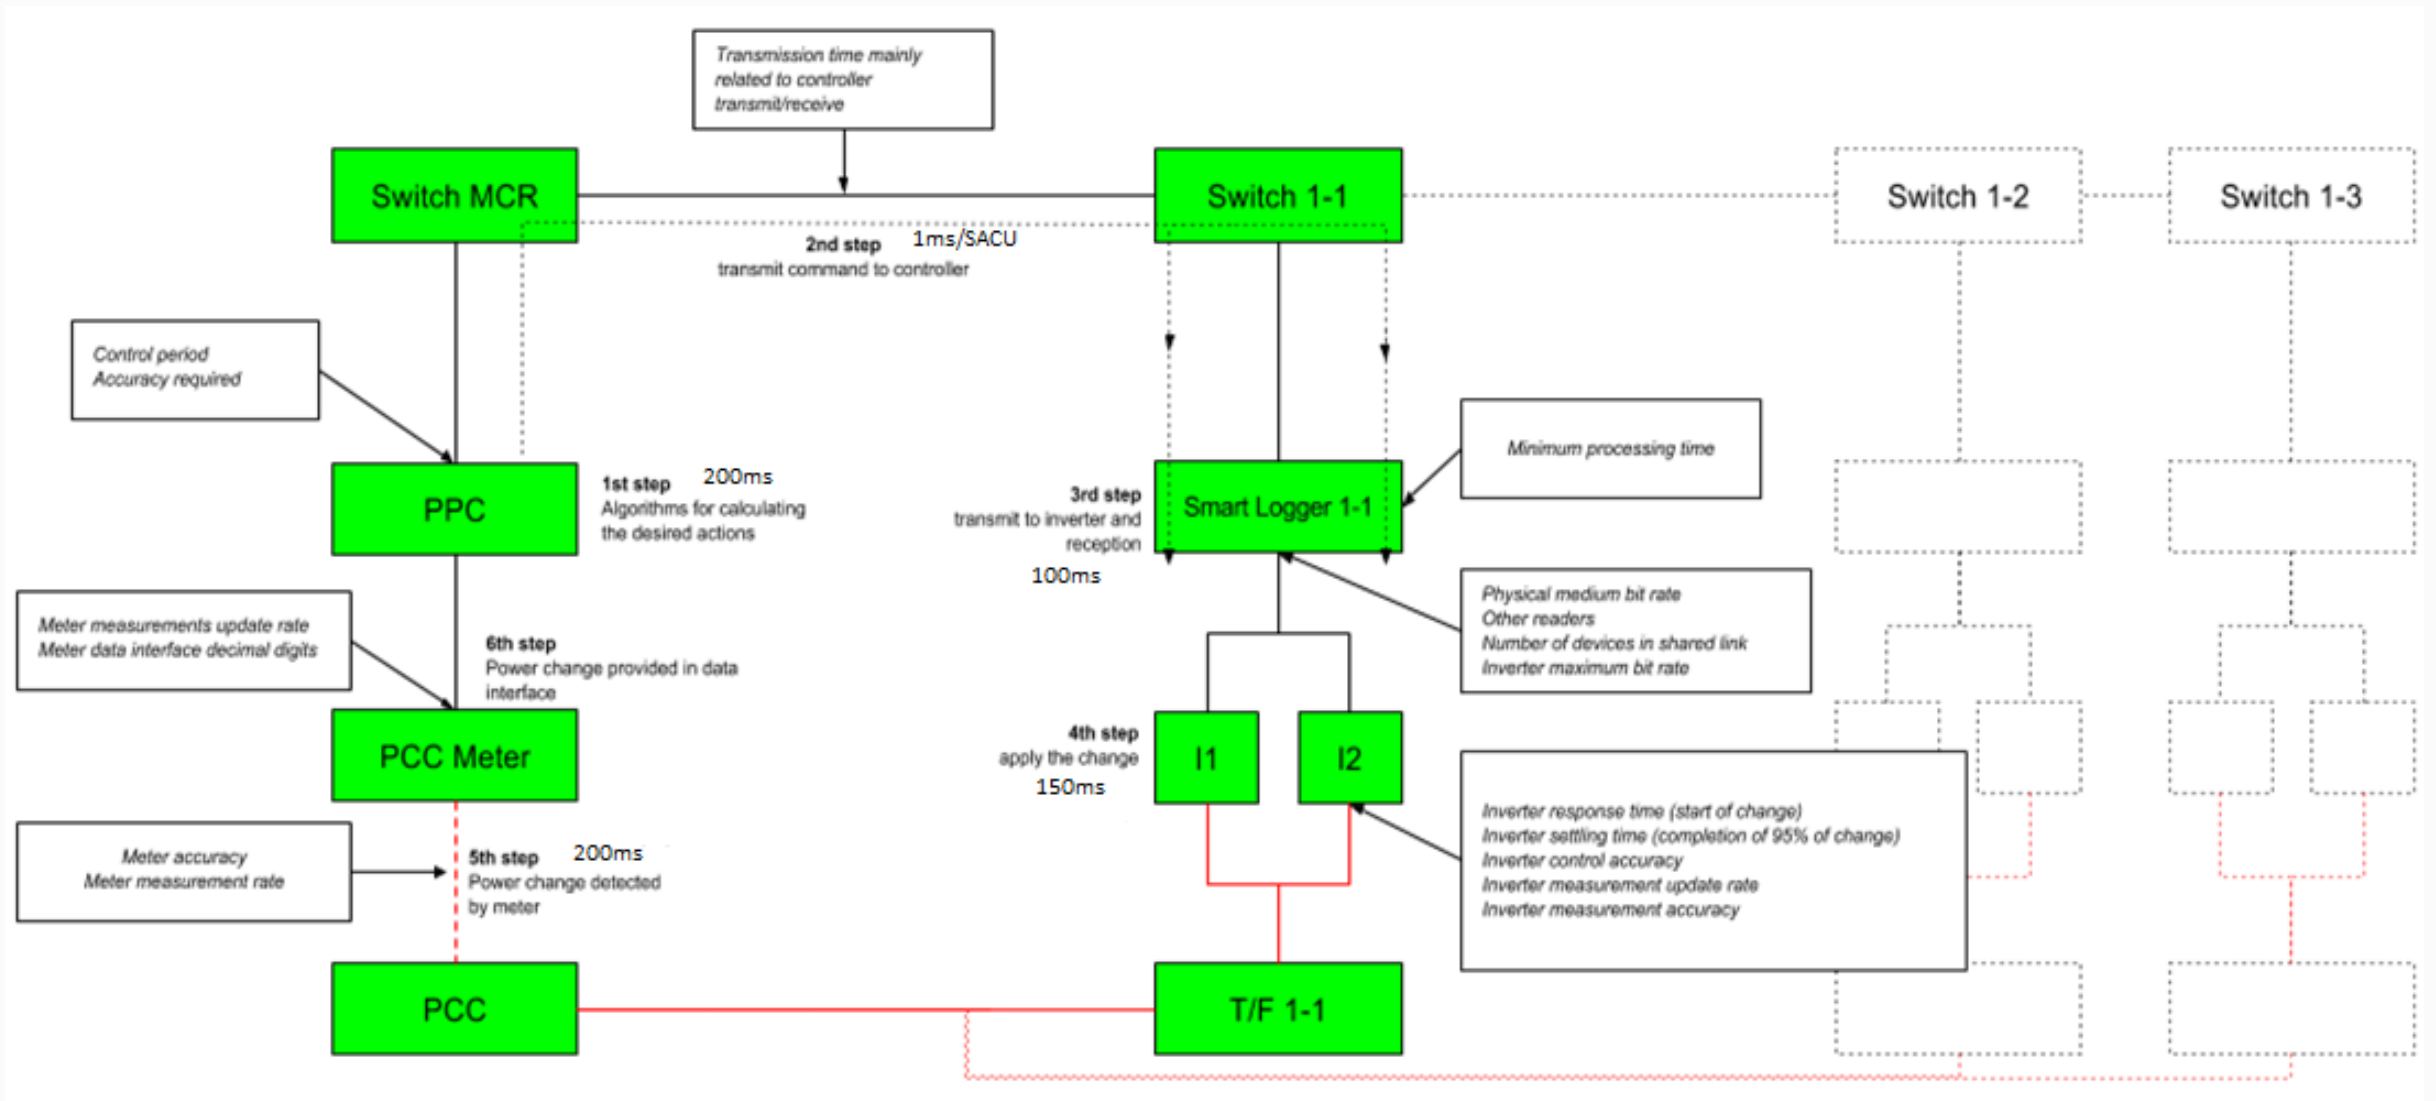 Transmission time mainly
related to controller
transmit/receive
Switch MCR
Switch 1-1
Switch 1-2
Switch 1-3
2nd step
1ms/SACU
transmit command to controller
Control period
Accuracy required
Minimum processing time
PPC
1st step
200ms
Algorithms for calculating
the desired actions
3rd step
transmit to inverter and
reception
100ms
Smart Logger 1-1
Physical medium bit rate
Other readers
Number of devices in shared link
Inverter maximum bit rate
Meter measurements update rate
Meter data interface decimal digits
6th step
Power change provided in data
interface
PCC Meter
4th step
apply the change
150ms
I1
I2
Inverter response time (start of change)
Inverter settling time (completion of 95% of change)
Inverter control accuracy
Inverter measurement update rate
Inverter measurement accuracy
Meter accuracy
Meter measurement rate
5th step
200ms
Power change detected
by meter
PCC
T/F 1-1